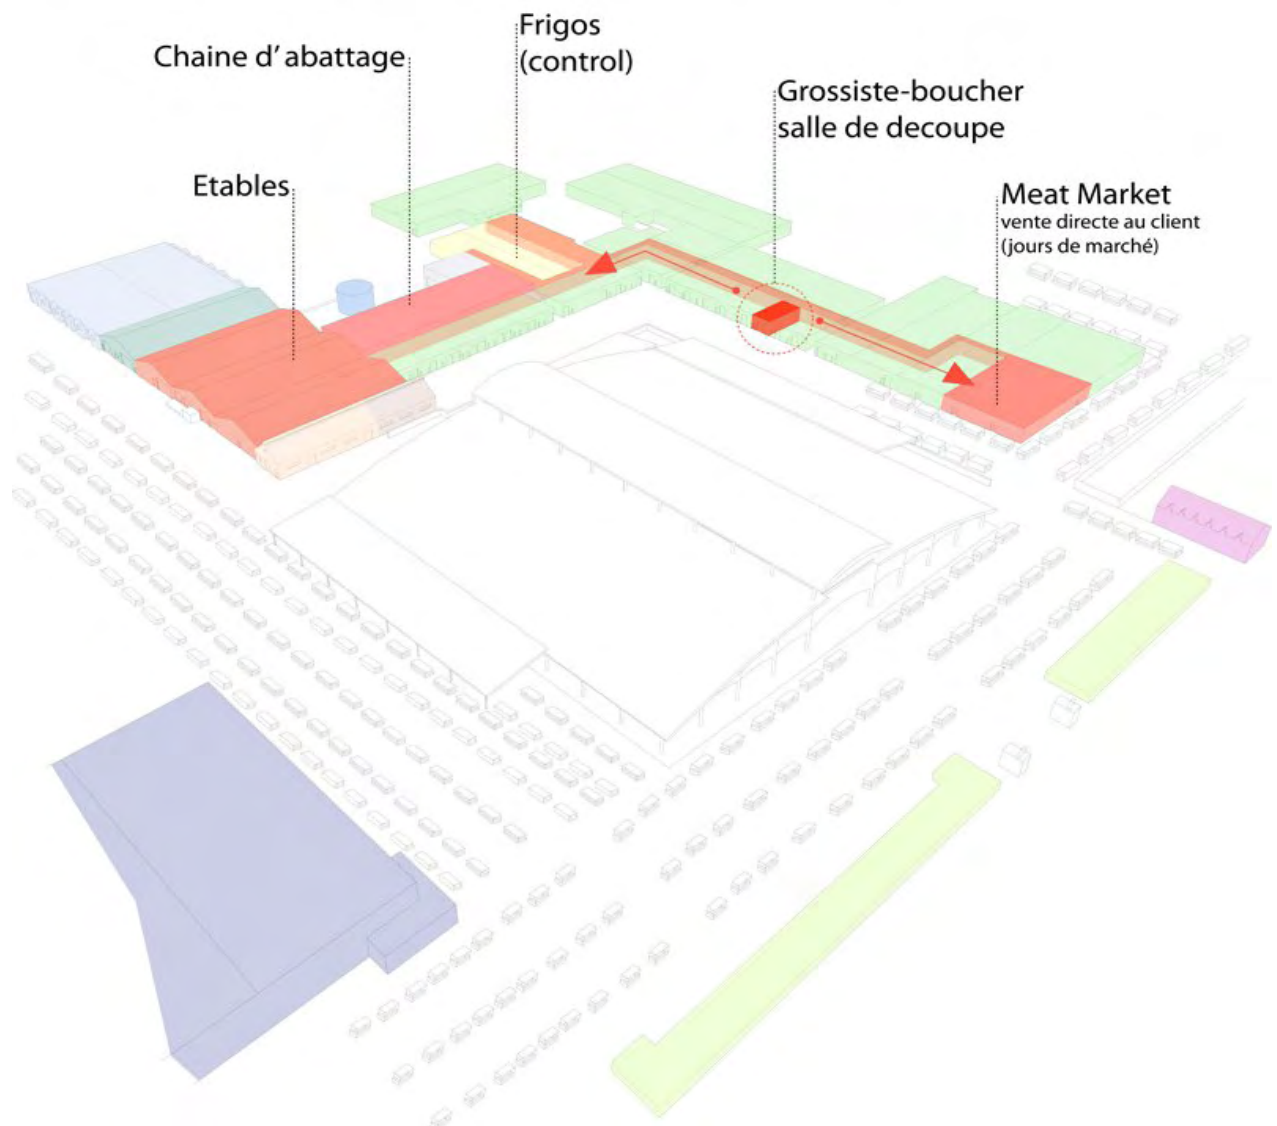 Frigos
(control)
Chaine d' abattage
Grossiste-boucher
salle de decoupe
Etables
Meat Market
vente directe au client
(jours de marché)